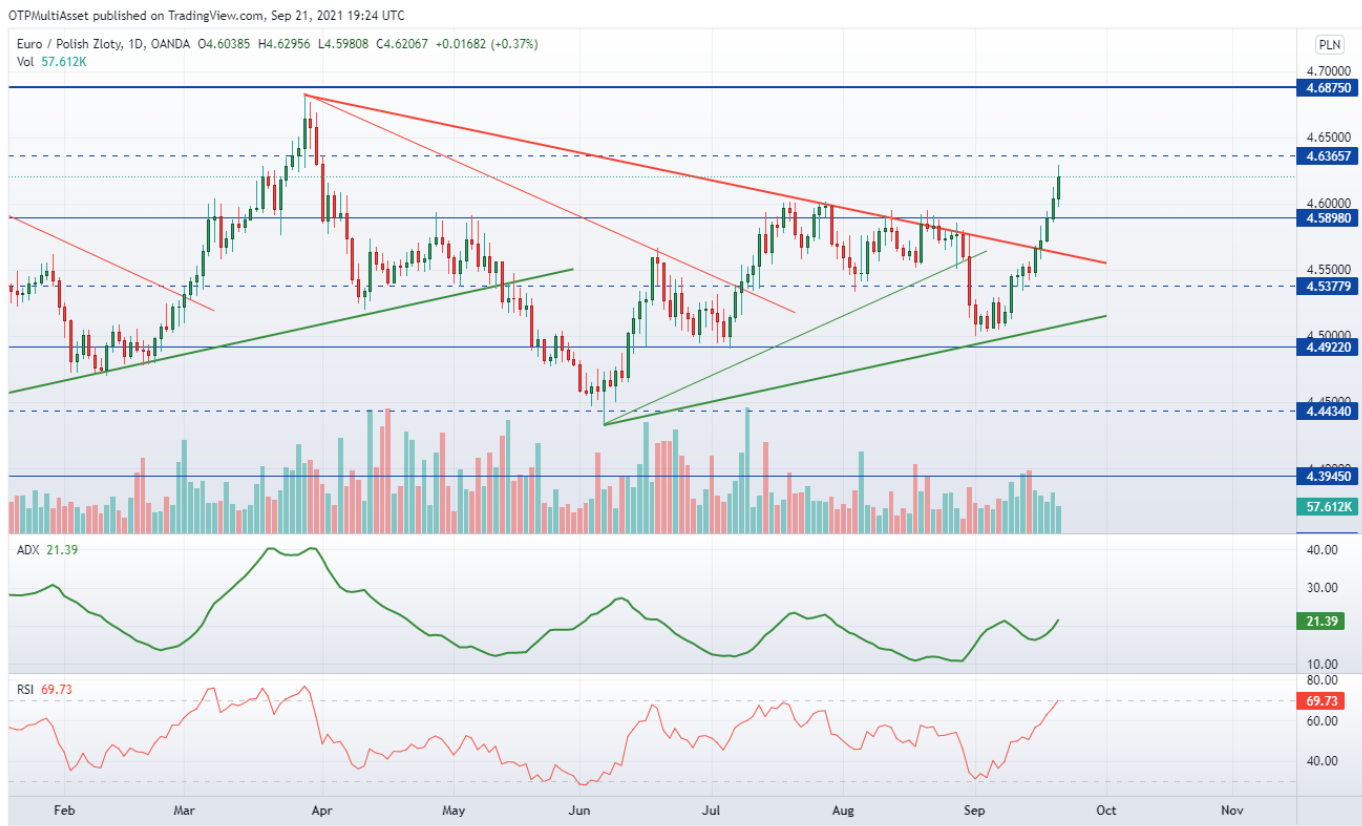 OTPMultiAsset published on TradingView.com, Sep 21, 2021 19:24 UTC
Euro / Polish Zloty, 1D, OANDA O4.60385 H4.62956 L4.59808 C4.62067 +0.01682 (+0.37%)
PLN
Vol 57.612K
4.70000
4.68750
4.65000
4.63657
4.60000
4.58980
4.55000
4.53779
4.50000
4.49220
4.45000
4.44340
4.39450
57.612K
ADX 21.39
40.00
30.00
21.39
10.00
RSI 69.73
80.00
69.73
60.00
40.00
Feb Mar Apr May Jun Jul Aug Sep Oct Nov